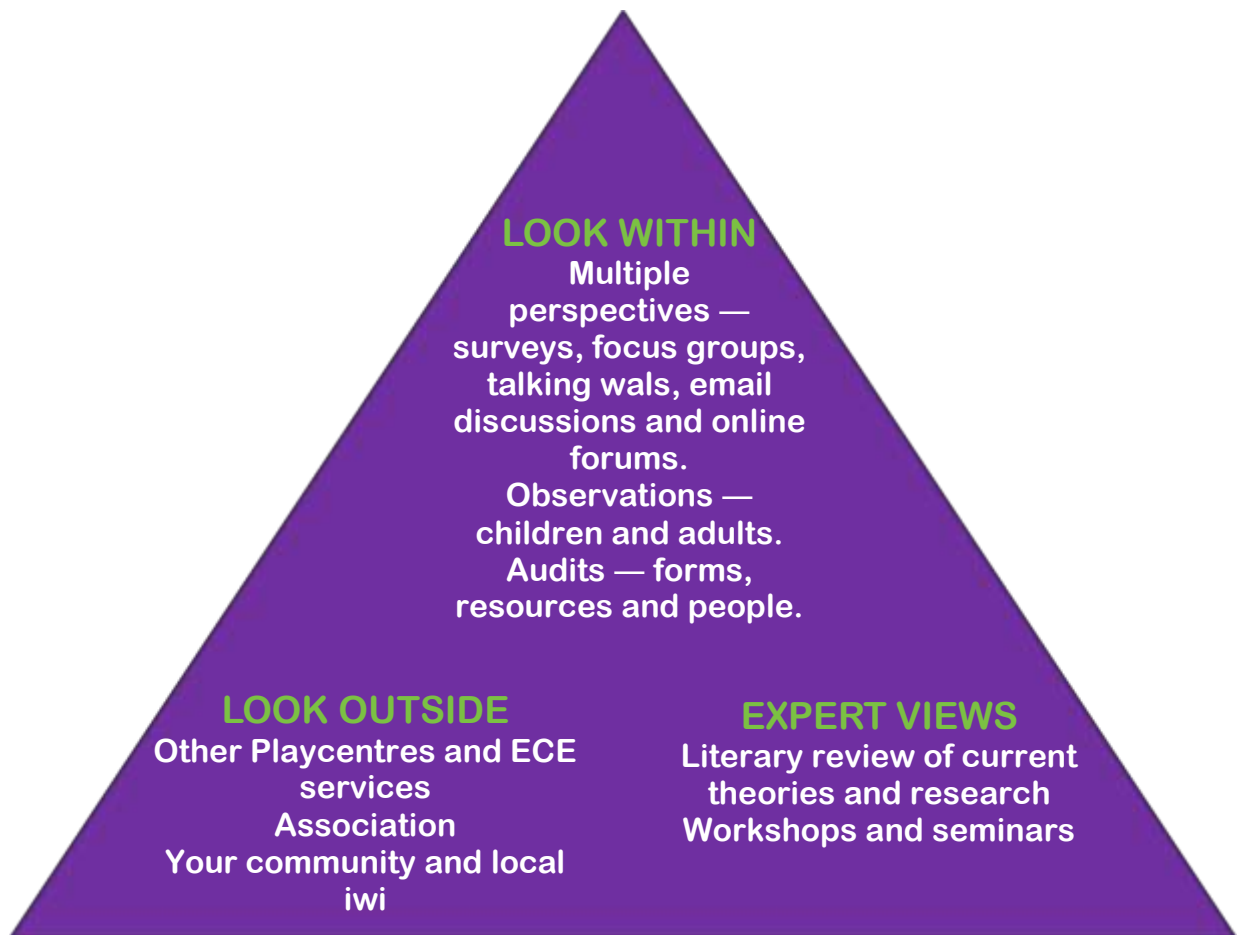 LOOK WITHIN
Multiple
perspectives —
surveys, focus groups,
talking wals, email
discussions and online
forums.
Observations —
children and adults.
Audits — forms,
resources and people.
LOOK OUTSIDE
Other Playcentres and ECE
services
Association
Your community and local
iwi
EXPERT VIEWS
Literary review of current
theories and research
Workshops and seminars